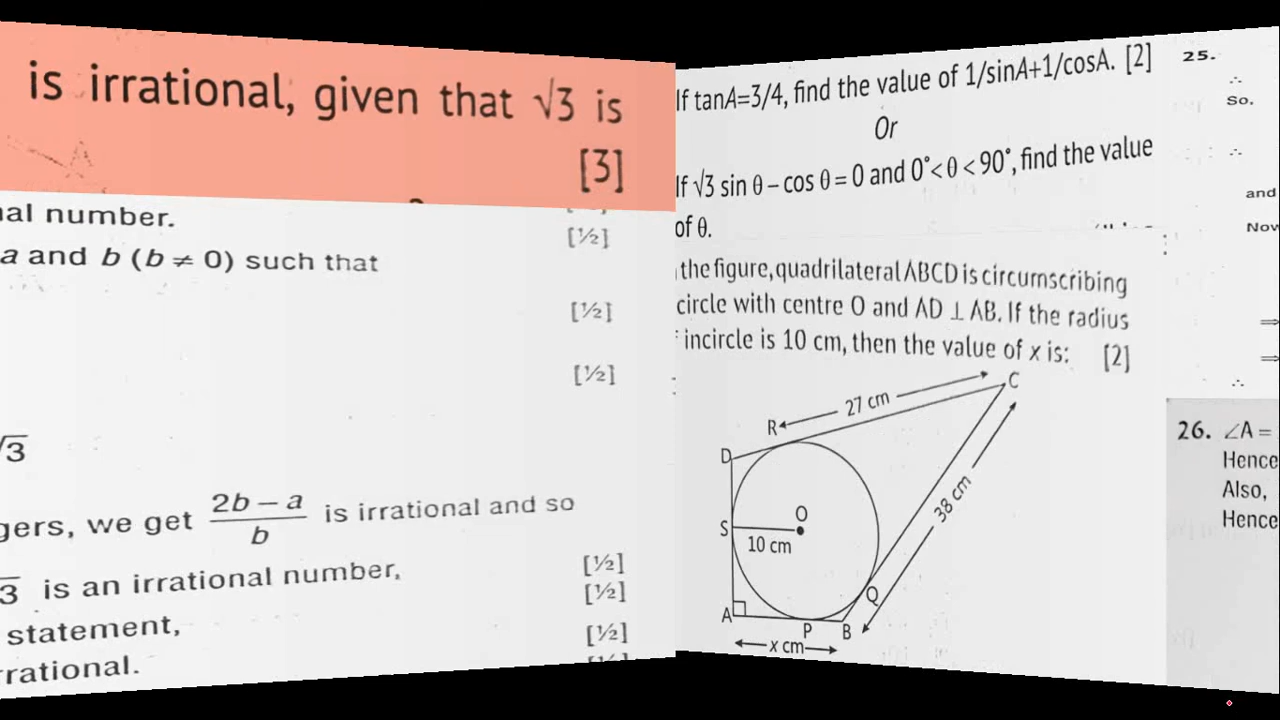 is irrational, given that √3 is
[3]
al number.
[½]
a and b (b ≠ 0) such that
[½]
[½]
√3
gers, we get (2b – a)/b is irrational and so
3 is an irrational number,
[½]
[½]
statement,
[½]
rrational.
If tanA=3/4, find the value of 1/sinA+1/cosA. [2]
Or
If √3 sin θ – cos θ = 0 and 0° < θ < 90°, find the value
of θ.
the figure, quadrilateral ABCD is circumscribing
circle with centre O and AD ⊥ AB. If the radius
incircle is 10 cm, then the value of x is: [2]
C
27 cm
R
D
38 cm
O
S
10 cm
Q
A
P
B
x cm
25.
∴
So.
∴
and
Now
⇒
⇒
∴
26. ∠A =
Hence
Also,
Hence